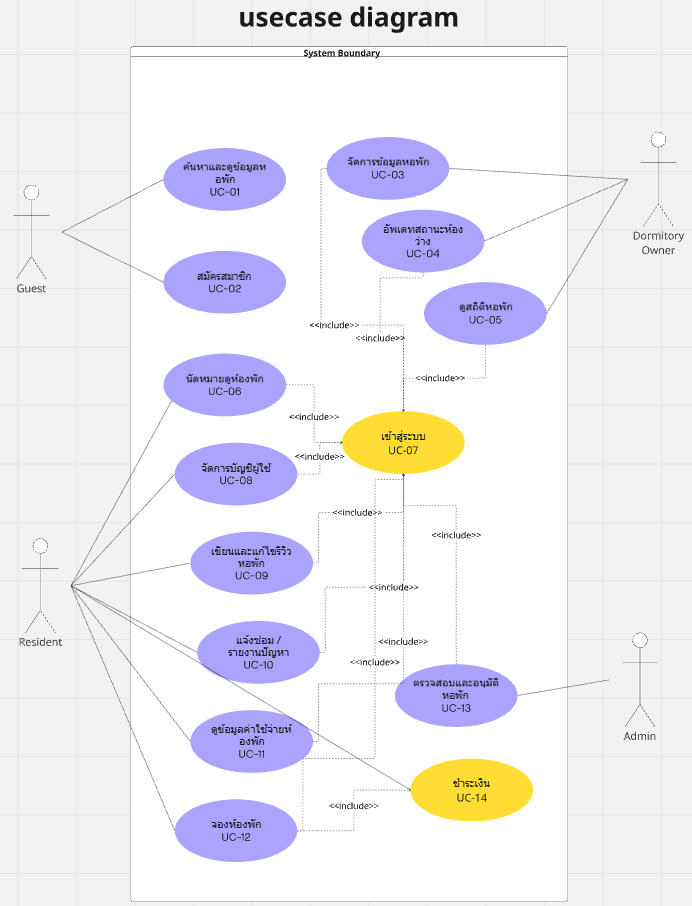 usecase diagram
System Boundary
ค้นหาและดูข้อมูลห
อพัก
UC-01
จัดการข้อมูลหอพัก
UC-03
Guest
สมัครสมาชิก
UC-02
อัพเดทสถานะห้อง
ว่าง
UC-04
Dormitory
Owner
ดูสถิติหอพัก
UC-05
<<include>>
<<include>>
นัดหมายดูห้องพัก
UC-06
<<include>>
<<include>>
เข้าสู่ระบบ
UC-07
<<include>>
จัดการบัญชีผู้ใช้
UC-08
<<include>>
<<include>>
เขียนและแก้ไขรีวิว
หอพัก
UC-09
<<include>>
Resident
แจ้งซ่อม /
รายงานปัญหา
UC-10
<<include>>
<<include>>
ตรวจสอบและอนุมัติ
หอพัก
UC-13
Admin
ดูข้อมูลค่าใช้จ่ายห้
องพัก
UC-11
ชำระเงิน
UC-14
<<include>>
จองห้องพัก
UC-12